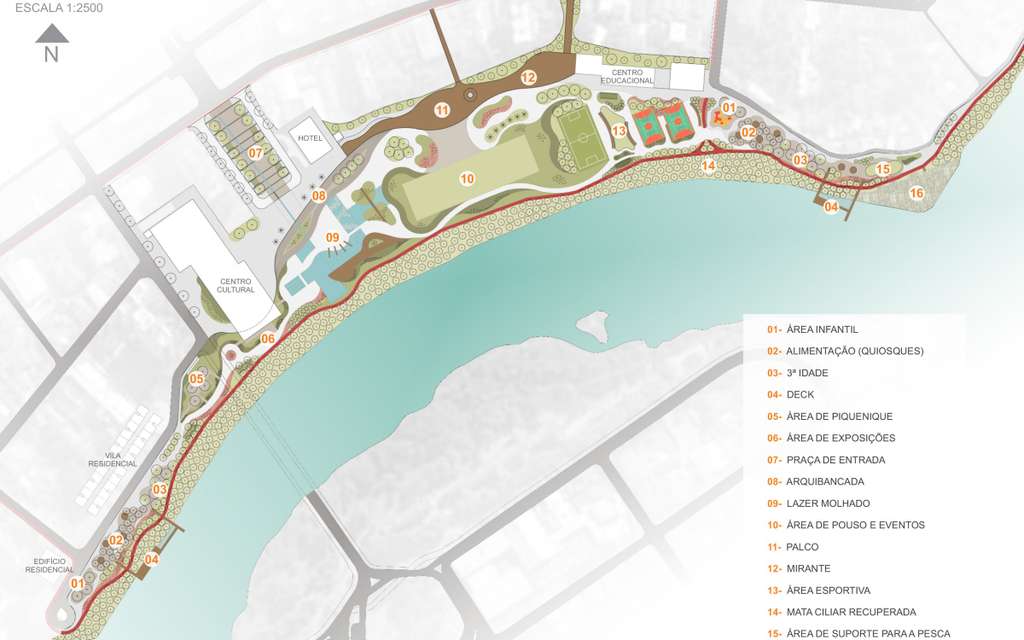 ESCALA 1:2500
N
12
CENTRO
EDUCACIONAL
11
01
02
13
HOTEL
07
03
14
15
10
16
08
04
09
CENTRO
CULTURAL
06
05
VILA
RESIDENCIAL
03
02
04
EDIFÍCIO
RESIDENCIAL
01
01- ÁREA INFANTIL
02- ALIMENTAÇÃO (QUIOSQUES)
03- 3ª IDADE
04- DECK
05- ÁREA DE PIQUENIQUE
06- ÁREA DE EXPOSIÇÕES
07- PRAÇA DE ENTRADA
08- ARQUIBANCADA
09- LAZER MOLHADO
10- ÁREA DE POUSO E EVENTOS
11- PALCO
12- MIRANTE
13- ÁREA ESPORTIVA
14- MATA CILIAR RECUPERADA
15- ÁREA DE SUPORTE PARA A PESCA